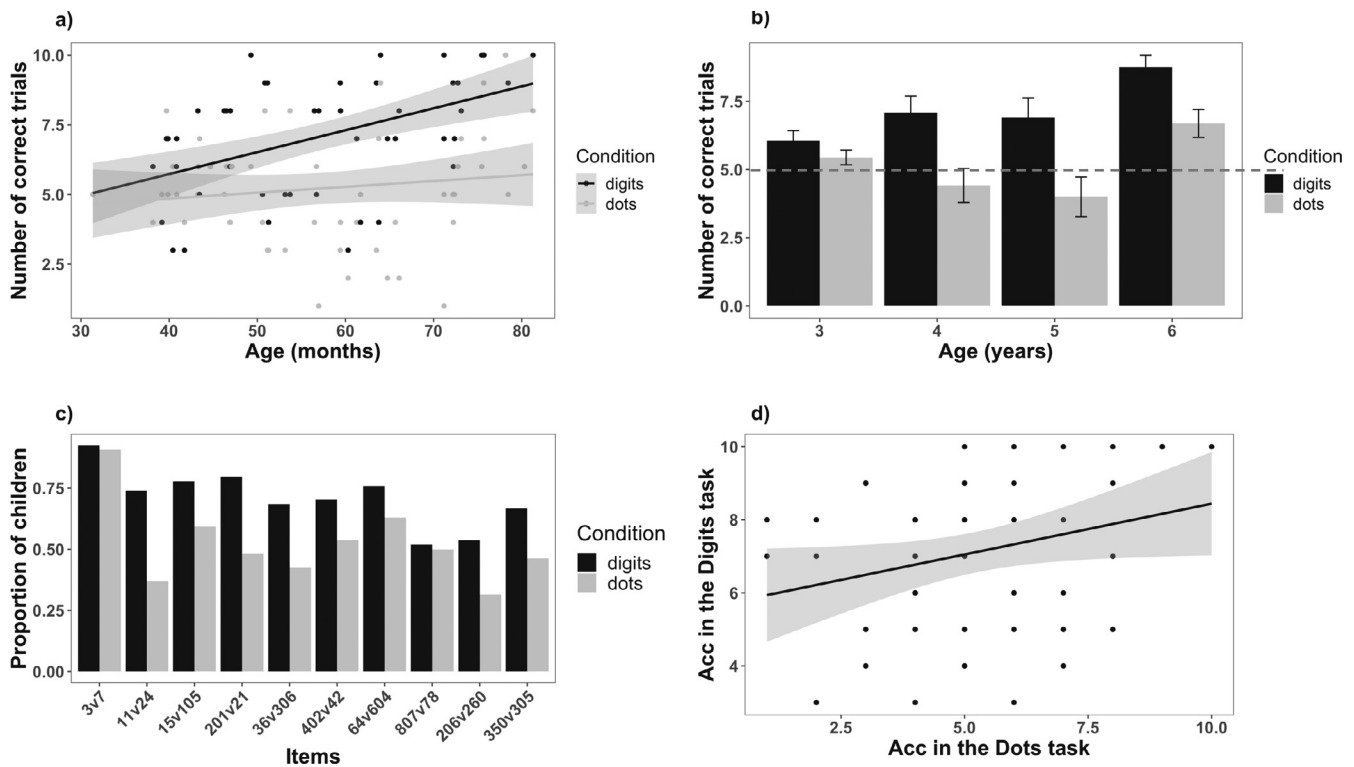 a)
10.0
7.5
5.0
2.5
30 40 50 60 70 80
Age (months)
Number of correct trials
Condition
digits
dots
b)
7.5
5.0
2.5
0.0
3 4 5 6
Age (years)
Number of correct trials
Condition
digits
dots
c)
0.75
0.50
0.25
0.00
3v7 11v24 15v105 201v21 36v306 402v42 64v604 807v78 206v260 350v305
Items
Proportion of children
Condition
digits
dots
d)
10
8
6
4
2.5 5.0 7.5 10.0
Acc in the Dots task
Acc in the Digits task